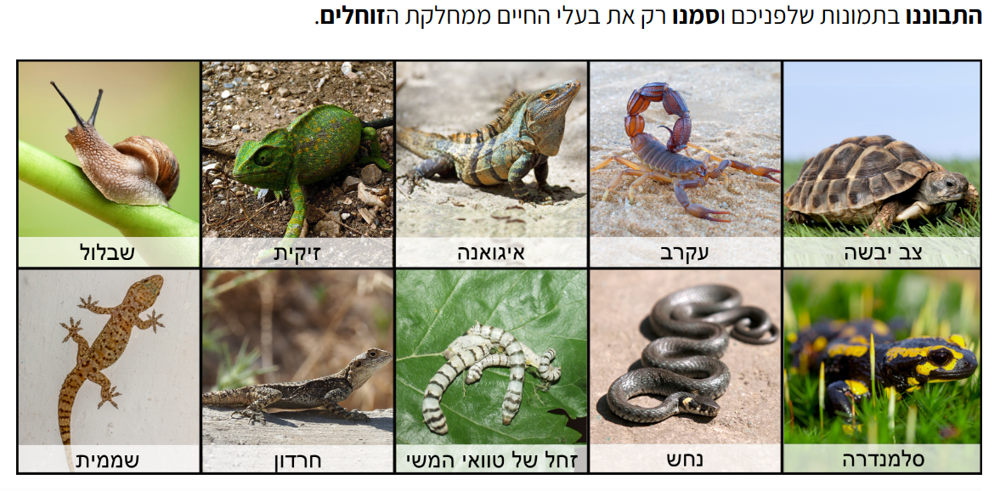 התבוננו בתמונות שלפניכם וסמנו רק את בעלי החיים ממחלקת הזוחלים.
צב יבשה
עקרב
איגואנה
זיקית
שבלול
סלמנדרה
נחש
זחל של טוואי המשי
חרדון
שממית